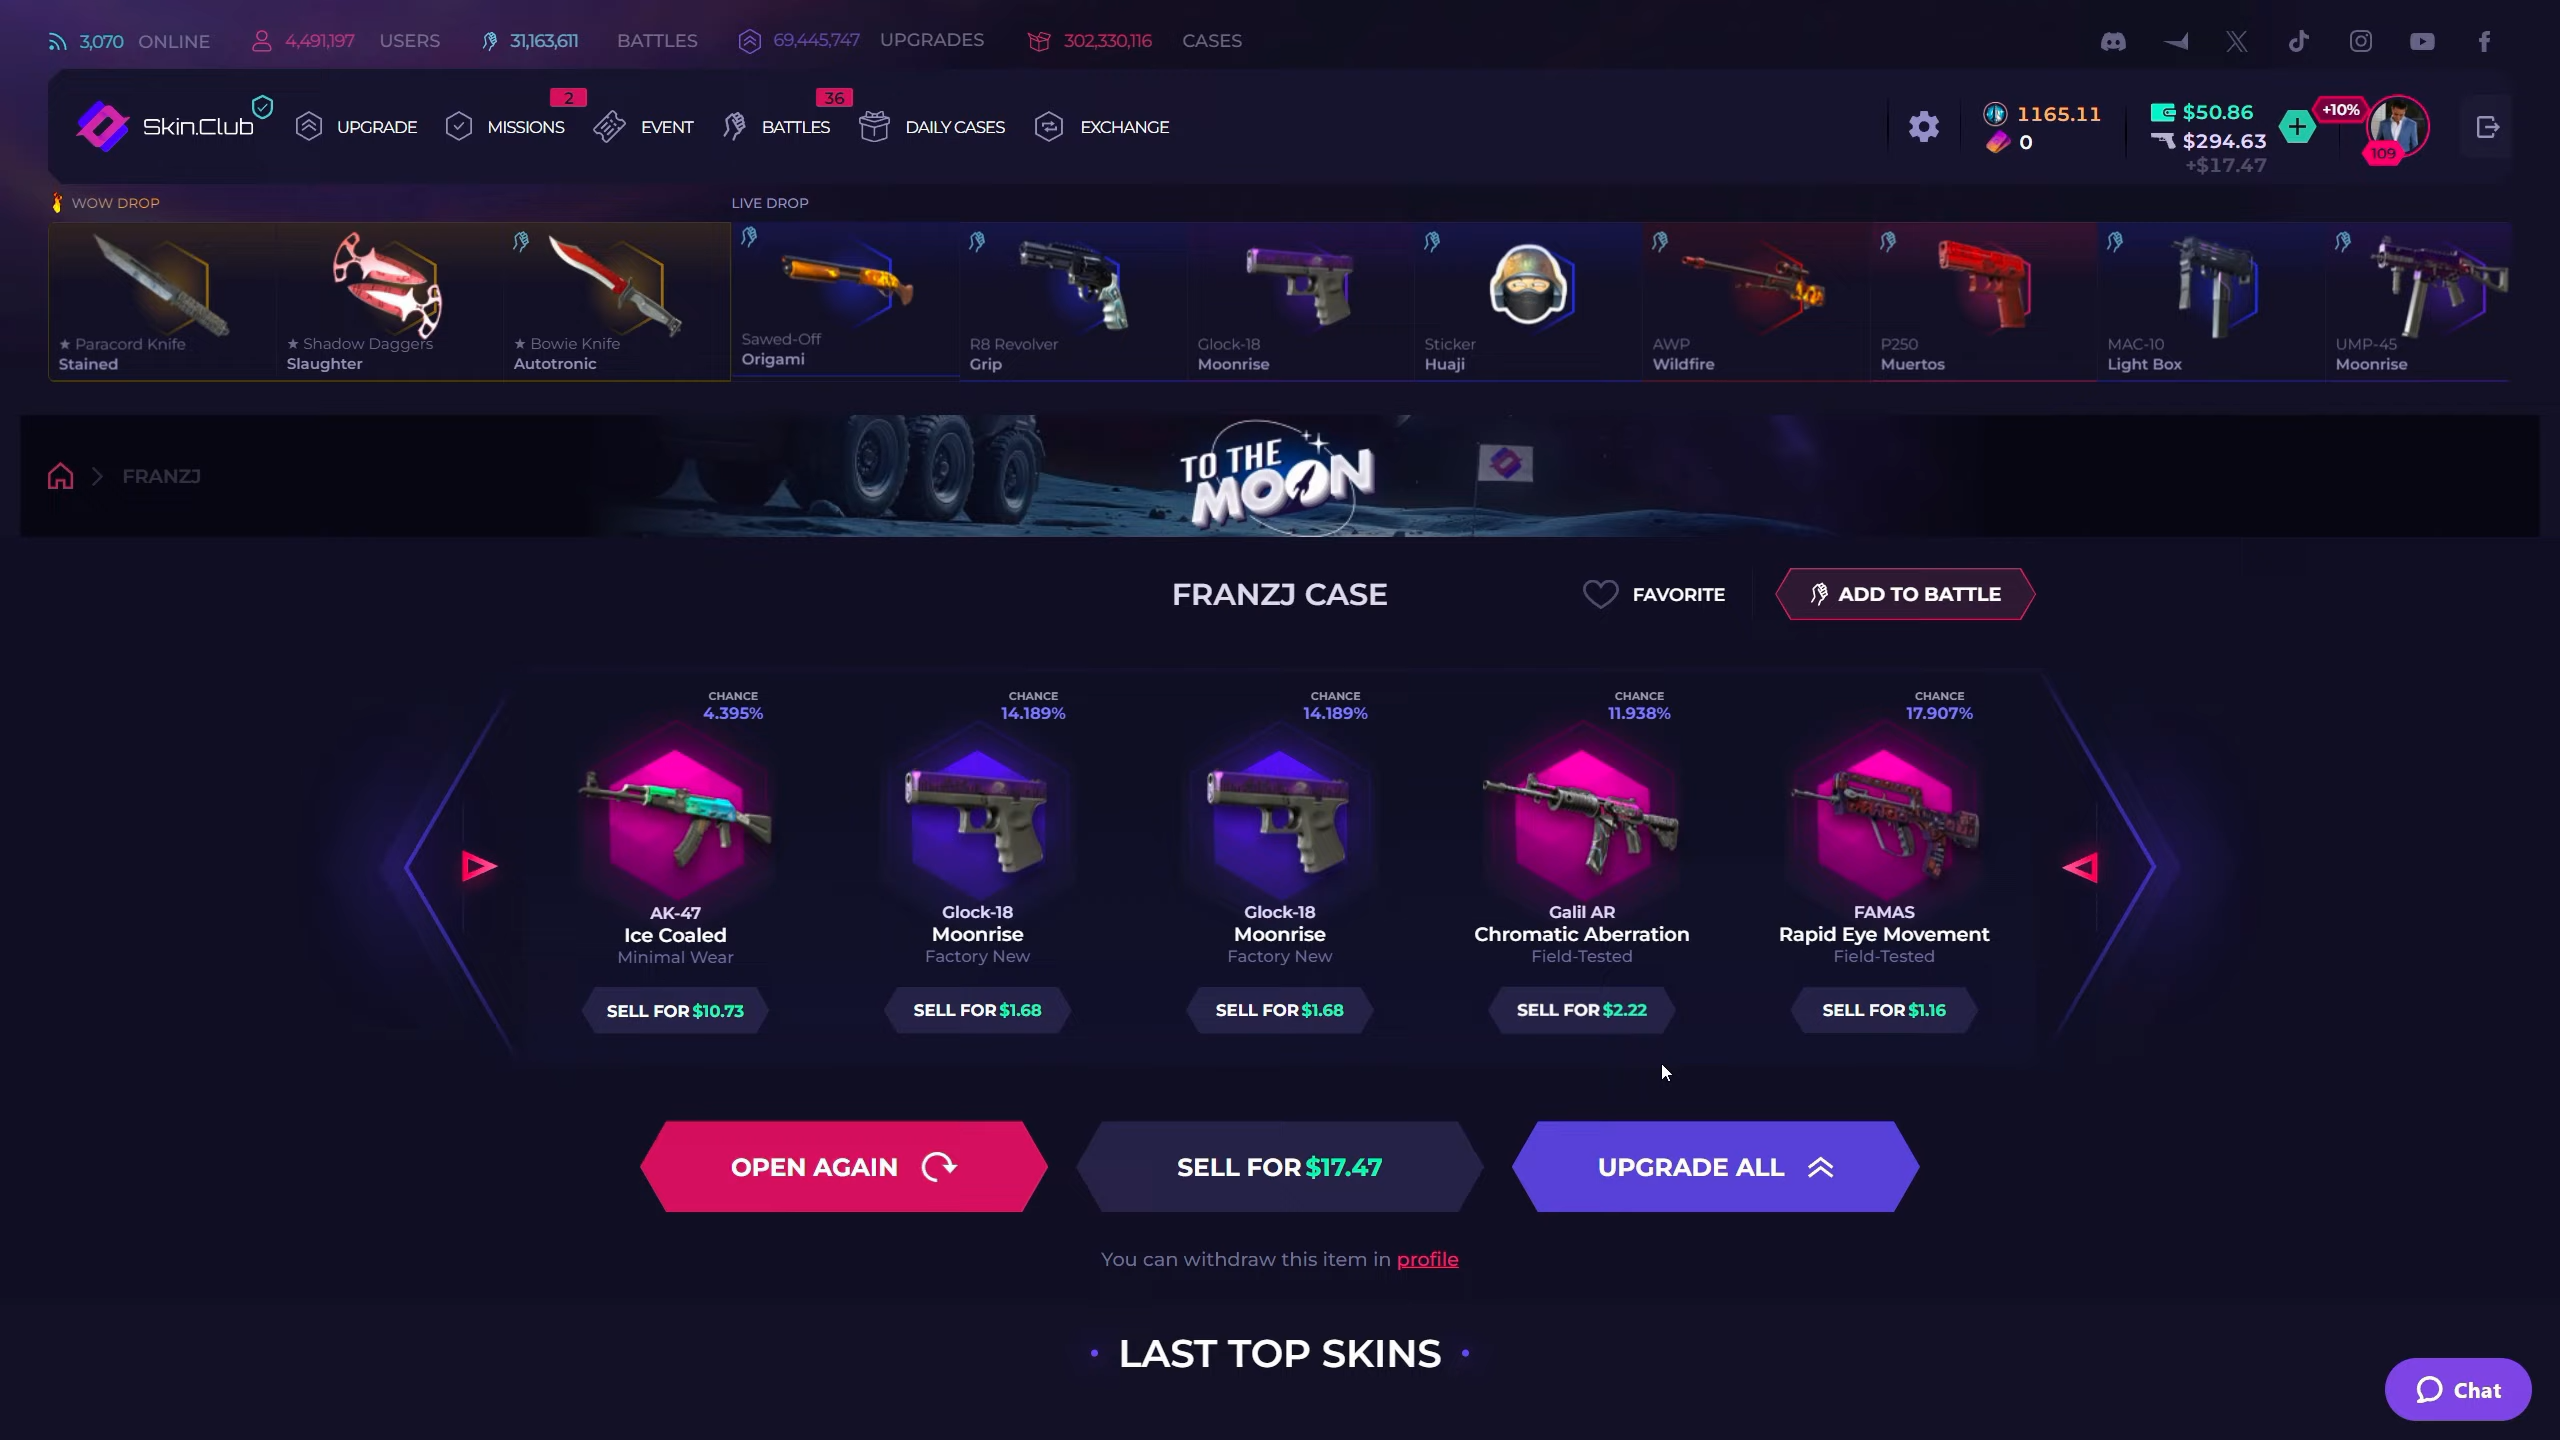 3,070 ONLINE 4,491,197 USERS 31,163,611 BATTLES 69,445,747 UPGRADES 302,330,116 CASES
Skin.Club UPGRADE MISSIONS 2 EVENT BATTLES 36 DAILY CASES EXCHANGE
1165.11 $50.86 +10%
0 $294.63 109
+$17.47
WOW DROP LIVE DROP
★ Paracord Knife
Stained
★ Shadow Daggers
Slaughter
★ Bowie Knife
Autotronic
Sawed-Off
Origami
R8 Revolver
Grip
Glock-18
Moonrise
Sticker
Huaji
AWP
Wildfire
P250
Muertos
MAC-10
Light Box
UMP-45
Moonrise
FRANZJ
TO THE
MOON
FRANZJ CASE FAVORITE ADD TO BATTLE
CHANCE CHANCE CHANCE CHANCE CHANCE
4.395% 14.189% 14.189% 11.938% 17.907%
AK-47 Glock-18 Glock-18 Galil AR FAMAS
Ice Coaled Moonrise Moonrise Chromatic Aberration Rapid Eye Movement
Minimal Wear Factory New Factory New Field-Tested Field-Tested
SELL FOR $10.73 SELL FOR $1.68 SELL FOR $1.68 SELL FOR $2.22 SELL FOR $1.16
OPEN AGAIN SELL FOR $17.47 UPGRADE ALL
You can withdraw this item in profile
• LAST TOP SKINS •
Chat